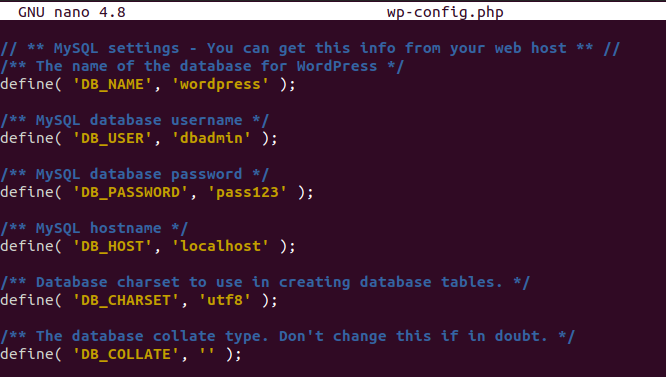 GNU nano 4.8 wp-config.php
// ** MySQL settings - You can get this info from your web host ** //
/** The name of the database for WordPress */
define( 'DB_NAME', 'wordpress' );
/** MySQL database username */
define( 'DB_USER', 'dbadmin' );
/** MySQL database password */
define( 'DB_PASSWORD', 'pass123' );
/** MySQL hostname */
define( 'DB_HOST', 'localhost' );
/** Database charset to use in creating database tables. */
define( 'DB_CHARSET', 'utf8' );
/** The database collate type. Don't change this if in doubt. */
define( 'DB_COLLATE', '' );